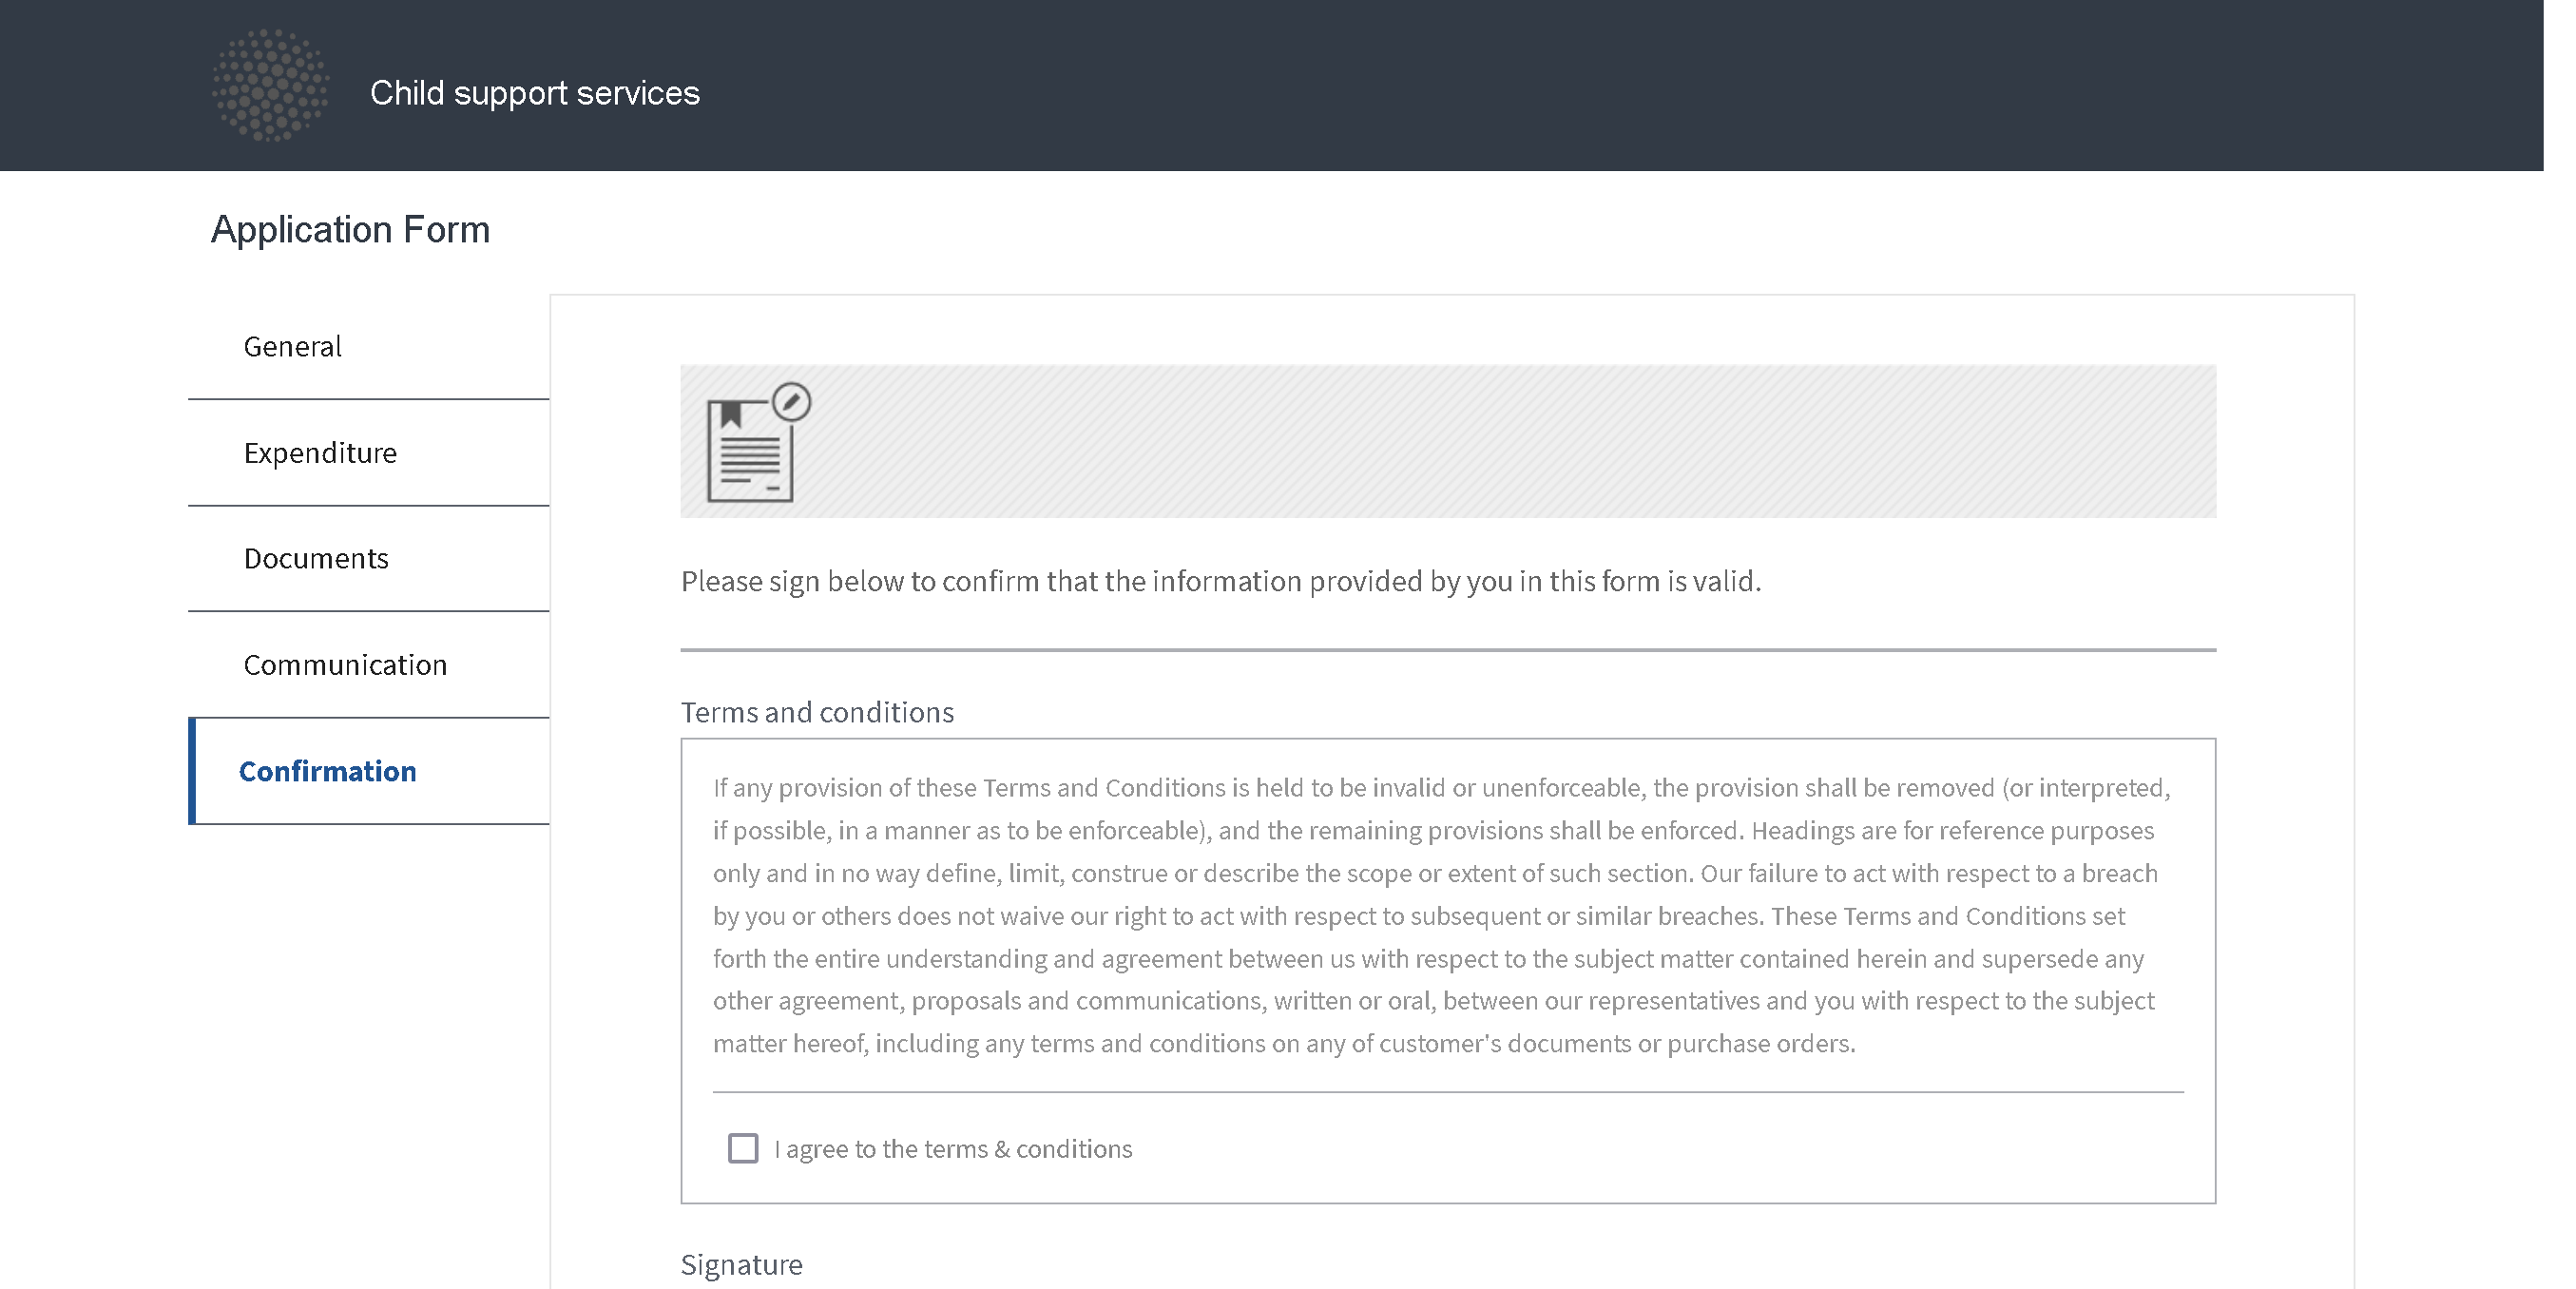 Child support services
Application Form
General
Expenditure
Documents
Communication
Confirmation
Please sign below to confirm that the information provided by you in this form is valid.
Terms and conditions
If any provision of these Terms and Conditions is held to be invalid or unenforceable, the provision shall be removed (or interpreted,
if possible, in a manner as to be enforceable), and the remaining provisions shall be enforced. Headings are for reference purposes
only and in no way define, limit, construe or describe the scope or extent of such section. Our failure to act with respect to a breach
by you or others does not waive our right to act with respect to subsequent or similar breaches. These Terms and Conditions set
forth the entire understanding and agreement between us with respect to the subject matter contained herein and supersede any
other agreement, proposals and communications, written or oral, between our representatives and you with respect to the subject
matter hereof, including any terms and conditions on any of customer's documents or purchase orders.
I agree to the terms & conditions
Signature